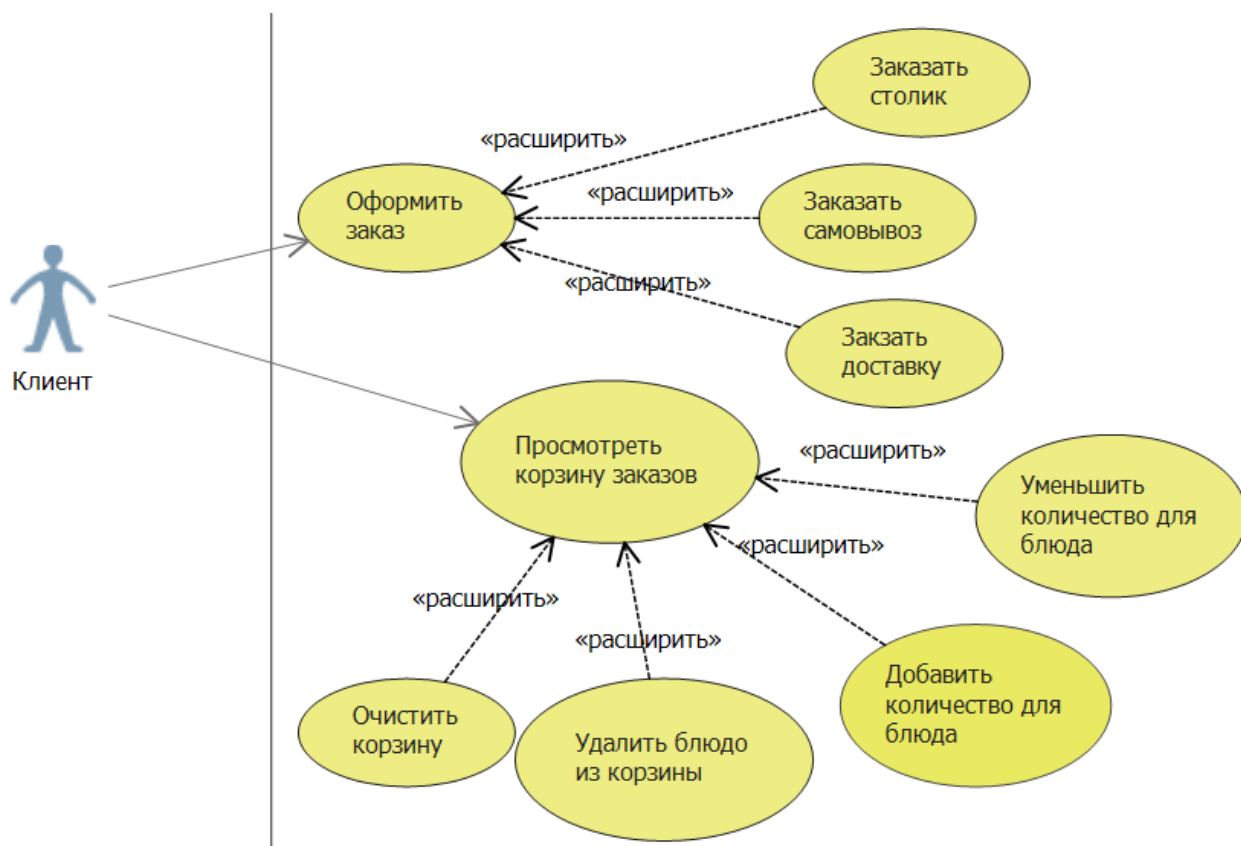 Заказать
столик
«расширить»
«расширить»
Оформить
заказ
Заказать
самовывоз
«расширить»
Закзать
доставку
Клиент
Просмотреть
корзину заказов
«расширить»
Уменьшить
количество для
блюда
«расширить»
«расширить»
«расширить»
Добавить
количество для
блюда
Очистить
корзину
Удалить блюдо
из корзины